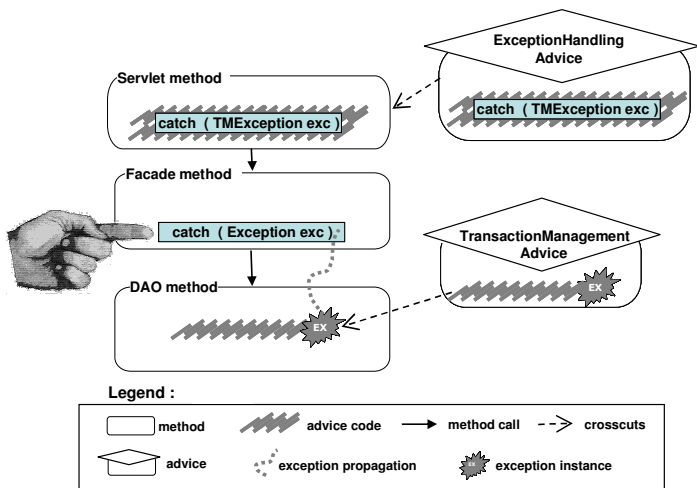 ExceptionHandling
Advice
Servlet method
catch ( TMException exc )
catch ( TMException exc )
Facade method
catch ( Exception exc )
TransactionManagement
Advice
EX
DAO method
EX
Legend :
method
advice code
method call
crosscuts
advice
exception propagation
EX
exception instance